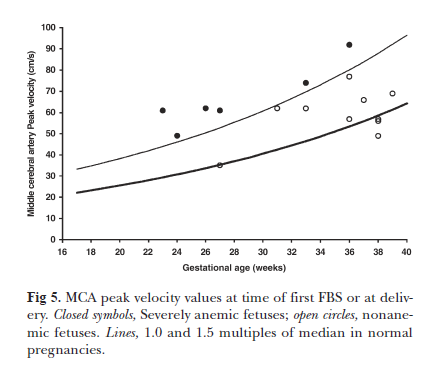 100
90
80
70
60
50
40
30
20
10
0
Middle cerebral artery Peak velocity (cm/s)
16 18 20 22 24 26 28 30 32 34 36 38 40
Gestational age (weeks)
Fig 5. MCA peak velocity values at time of first FBS or at deliv-
ery. Closed symbols, Severely anemic fetuses; open circles, nonane-
mic fetuses. Lines, 1.0 and 1.5 multiples of median in normal
pregnancies.